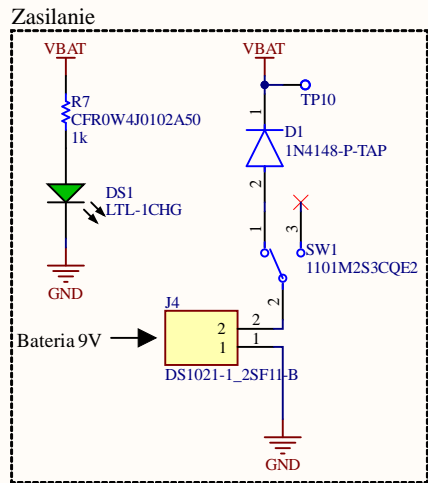 Zasilanie
VBAT
R7
CFR0W4J0102A50
1k
DS1
LTL-1CHG
GND
VBAT
TP10
1
D1
1N4148-P-TAP
2
1
3
SW1
1101M2S3CQE2
2
J4
2
2
1
1
Bateria 9V
DS1021-1_2SF11-B
GND